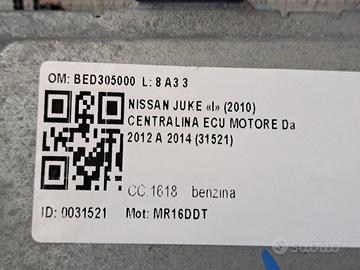 OM: BED305000 L: 8 A3 3
NISSAN JUKE «I» (2010)
CENTRALINA ECU MOTORE Da
2012 A 2014 (31521)
CC.1618 benzina
ID: 0031521 Mot: MR16DDT
subito